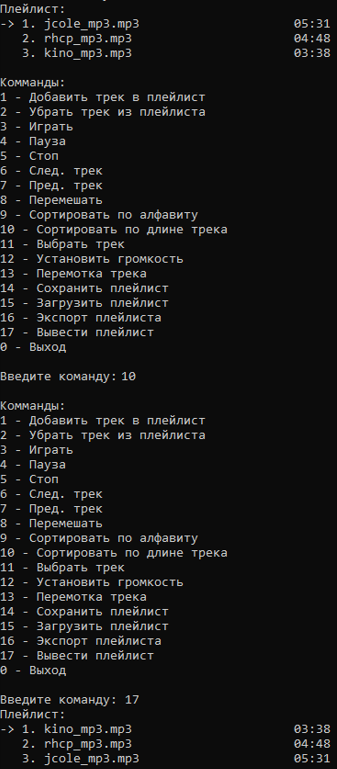 Плейлист:
-> 1. jcole_mp3.mp3 05:31
2. rhcp_mp3.mp3 04:48
3. kino_mp3.mp3 03:38
Комманды:
1 - Добавить трек в плейлист
2 - Убрать трек из плейлиста
3 - Играть
4 - Пауза
5 - Стоп
6 - След. трек
7 - Пред. трек
8 - Перемешать
9 - Сортировать по алфавиту
10 - Сортировать по длине трека
11 - Выбрать трек
12 - Установить громкость
13 - Перемотка трека
14 - Сохранить плейлист
15 - Загрузить плейлист
16 - Экспорт плейлиста
17 - Вывести плейлист
0 - Выход
Введите команду: 10
Комманды:
1 - Добавить трек в плейлист
2 - Убрать трек из плейлиста
3 - Играть
4 - Пауза
5 - Стоп
6 - След. трек
7 - Пред. трек
8 - Перемешать
9 - Сортировать по алфавиту
10 - Сортировать по длине трека
11 - Выбрать трек
12 - Установить громкость
13 - Перемотка трека
14 - Сохранить плейлист
15 - Загрузить плейлист
16 - Экспорт плейлиста
17 - Вывести плейлист
0 - Выход
Введите команду: 17
Плейлист:
-> 1. kino_mp3.mp3 03:38
2. rhcp_mp3.mp3 04:48
3. jcole_mp3.mp3 05:31